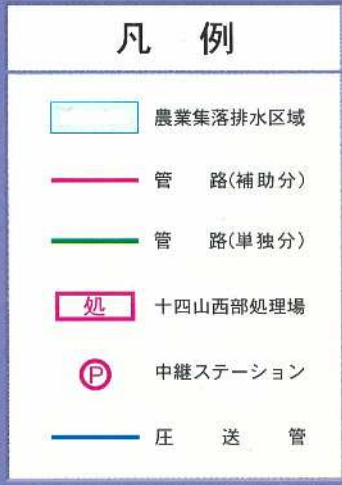 凡 例
農業集落排水区域
管 路(補助分)
管 路(単独分)
処 十四山西部処理場
P 中継ステーション
圧 送 管